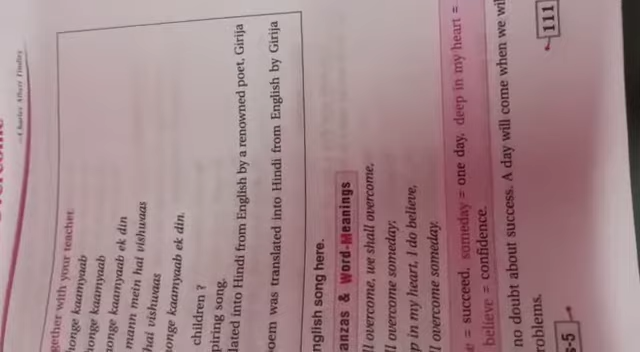 —Charles Albert Tindley
gether with your teacher.
honge kaamyaab
honge kaamyaab
honge kaamyaab ek din
mann mein hai vishwaas
hai vishwaas
honge kaamyaab ek din.
children ?
piring song.
lated into Hindi from English by a renowned poet, Girija
oem was translated into Hindi from English by Girija
nglish song here.
anzas & Word-Meanings
ll overcome, we shall overcome,
ll overcome someday;
p in my heart, I do believe,
ll overcome someday.
e = succeed, someday = one day, deep in my heart =
believe = confidence.
no doubt about success. A day will come when we wil
roblems.
s-5
111